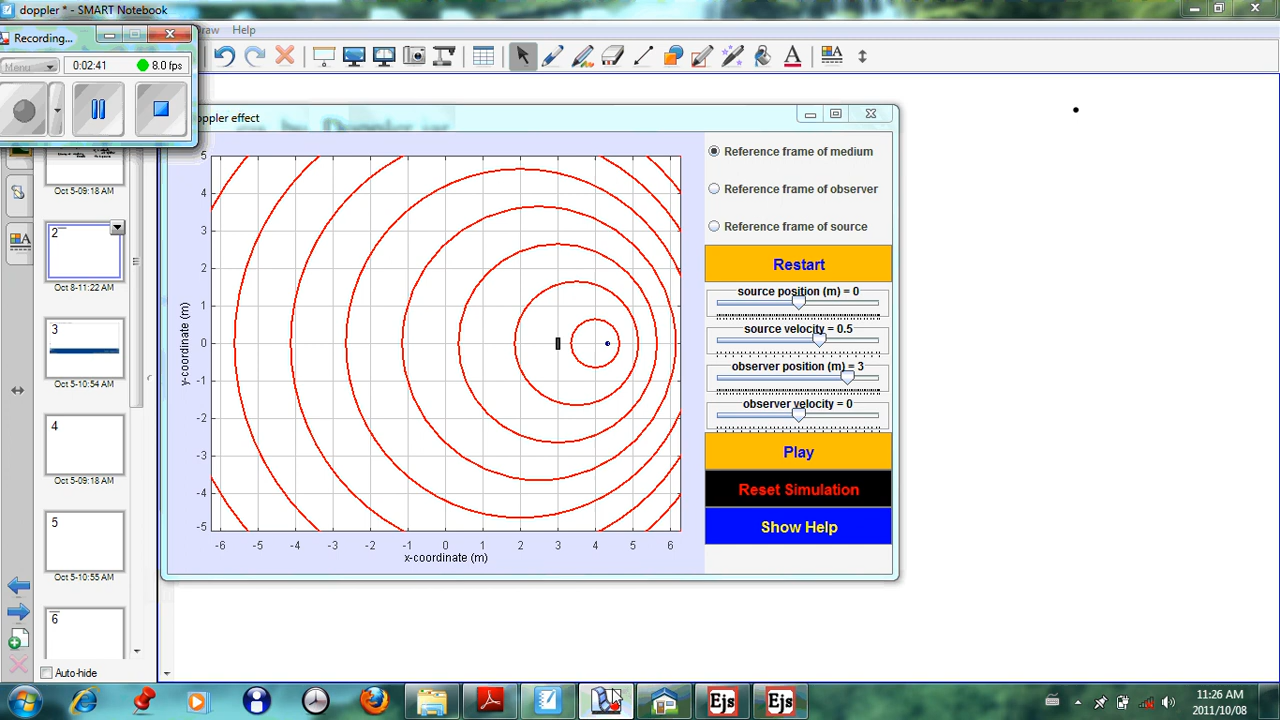 doppler * - SMART Notebook
Recording...
Draw Help
Menu
0:02:41
8.0 fps
Doppler effect
Oct 5-09:18 AM
2
Oct 8-11:22 AM
3
Oct 5-10:54 AM
4
Oct 5-09:18 AM
5
Oct 5-10:55 AM
6
Auto-hide
5
4
3
2
1
0
-1
-2
-3
-4
-5
y-coordinate (m)
-6 -5 -4 -3 -2 -1 0 1 2 3 4 5 6
x-coordinate (m)
Reference frame of medium
Reference frame of observer
Reference frame of source
Restart
source position (m) = 0
source velocity = 0.5
observer position (m) = 3
observer velocity = 0
Play
Reset Simulation
Show Help
Ejs
Ejs
11:26 AM
2011/10/08